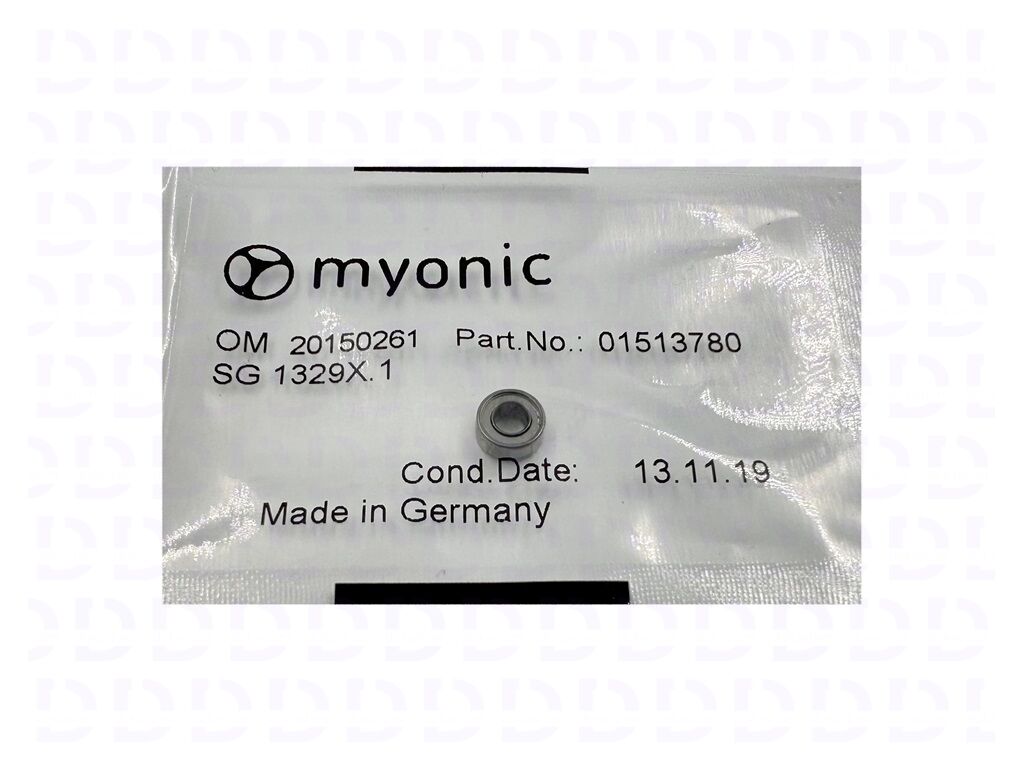 myonic
OM 20150261 Part.No.: 01513780
SG 1329X.1
Cond.Date: 13.11.19
Made in Germany